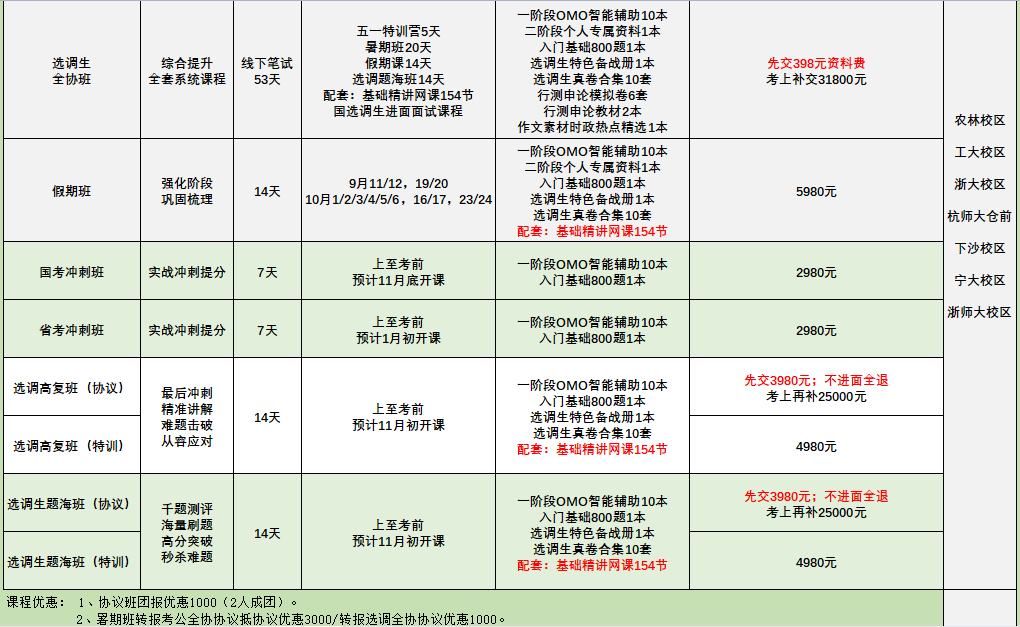 选调生
全协班
综合提升
全套系统课程
线下笔试
53天
五一特训营5天
暑期班20天
假期课14天
选调题海班14天
配套：基础精讲网课154节
国选调生进面面试课程
一阶段OMO智能辅助10本
二阶段个人专属资料1本
入门基础800题1本
选调生特色备战册1本
选调生真卷合集10套
行测申论模拟卷6套
行测申论教材2本
作文素材时政热点精选1本
先交398元资料费
考上补交31800元
假期班
强化阶段
巩固梳理
14天
9月11/12，19/20
10月1/2/3/4/5/6，16/17，23/24
一阶段OMO智能辅助10本
二阶段个人专属资料1本
入门基础800题1本
选调生特色备战册1本
选调生真卷合集10套
配套：基础精讲网课154节
5980元
国考冲刺班
实战冲刺提分
7天
上至考前
预计11月底开课
一阶段OMO智能辅助10本
入门基础800题1本
2980元
省考冲刺班
实战冲刺提分
7天
上至考前
预计1月初开课
一阶段OMO智能辅助10本
入门基础800题1本
2980元
选调高复班（协议）
选调高复班（特训）
最后冲刺
精准讲解
难题击破
从容应对
14天
上至考前
预计11月初开课
一阶段OMO智能辅助10本
入门基础800题1本
选调生特色备战册1本
选调生真卷合集10套
配套：基础精讲网课154节
先交3980元；不进面全退
考上再补25000元
4980元
选调生题海班（协议）
选调生题海班（特训）
千题测评
海量刷题
高分突破
秒杀难题
14天
上至考前
预计11月初开课
一阶段OMO智能辅助10本
入门基础800题1本
选调生特色备战册1本
选调生真卷合集10套
配套：基础精讲网课154节
先交3980元；不进面全退
考上再补25000元
4980元
农林校区
工大校区
浙大校区
杭师大仓前
下沙校区
宁大校区
浙师大校区
课程优惠： 1、协议班团报优惠1000（2人成团）。
2、暑期班转报考公全协协议抵协议优惠3000/转报选调全协协议优惠1000。